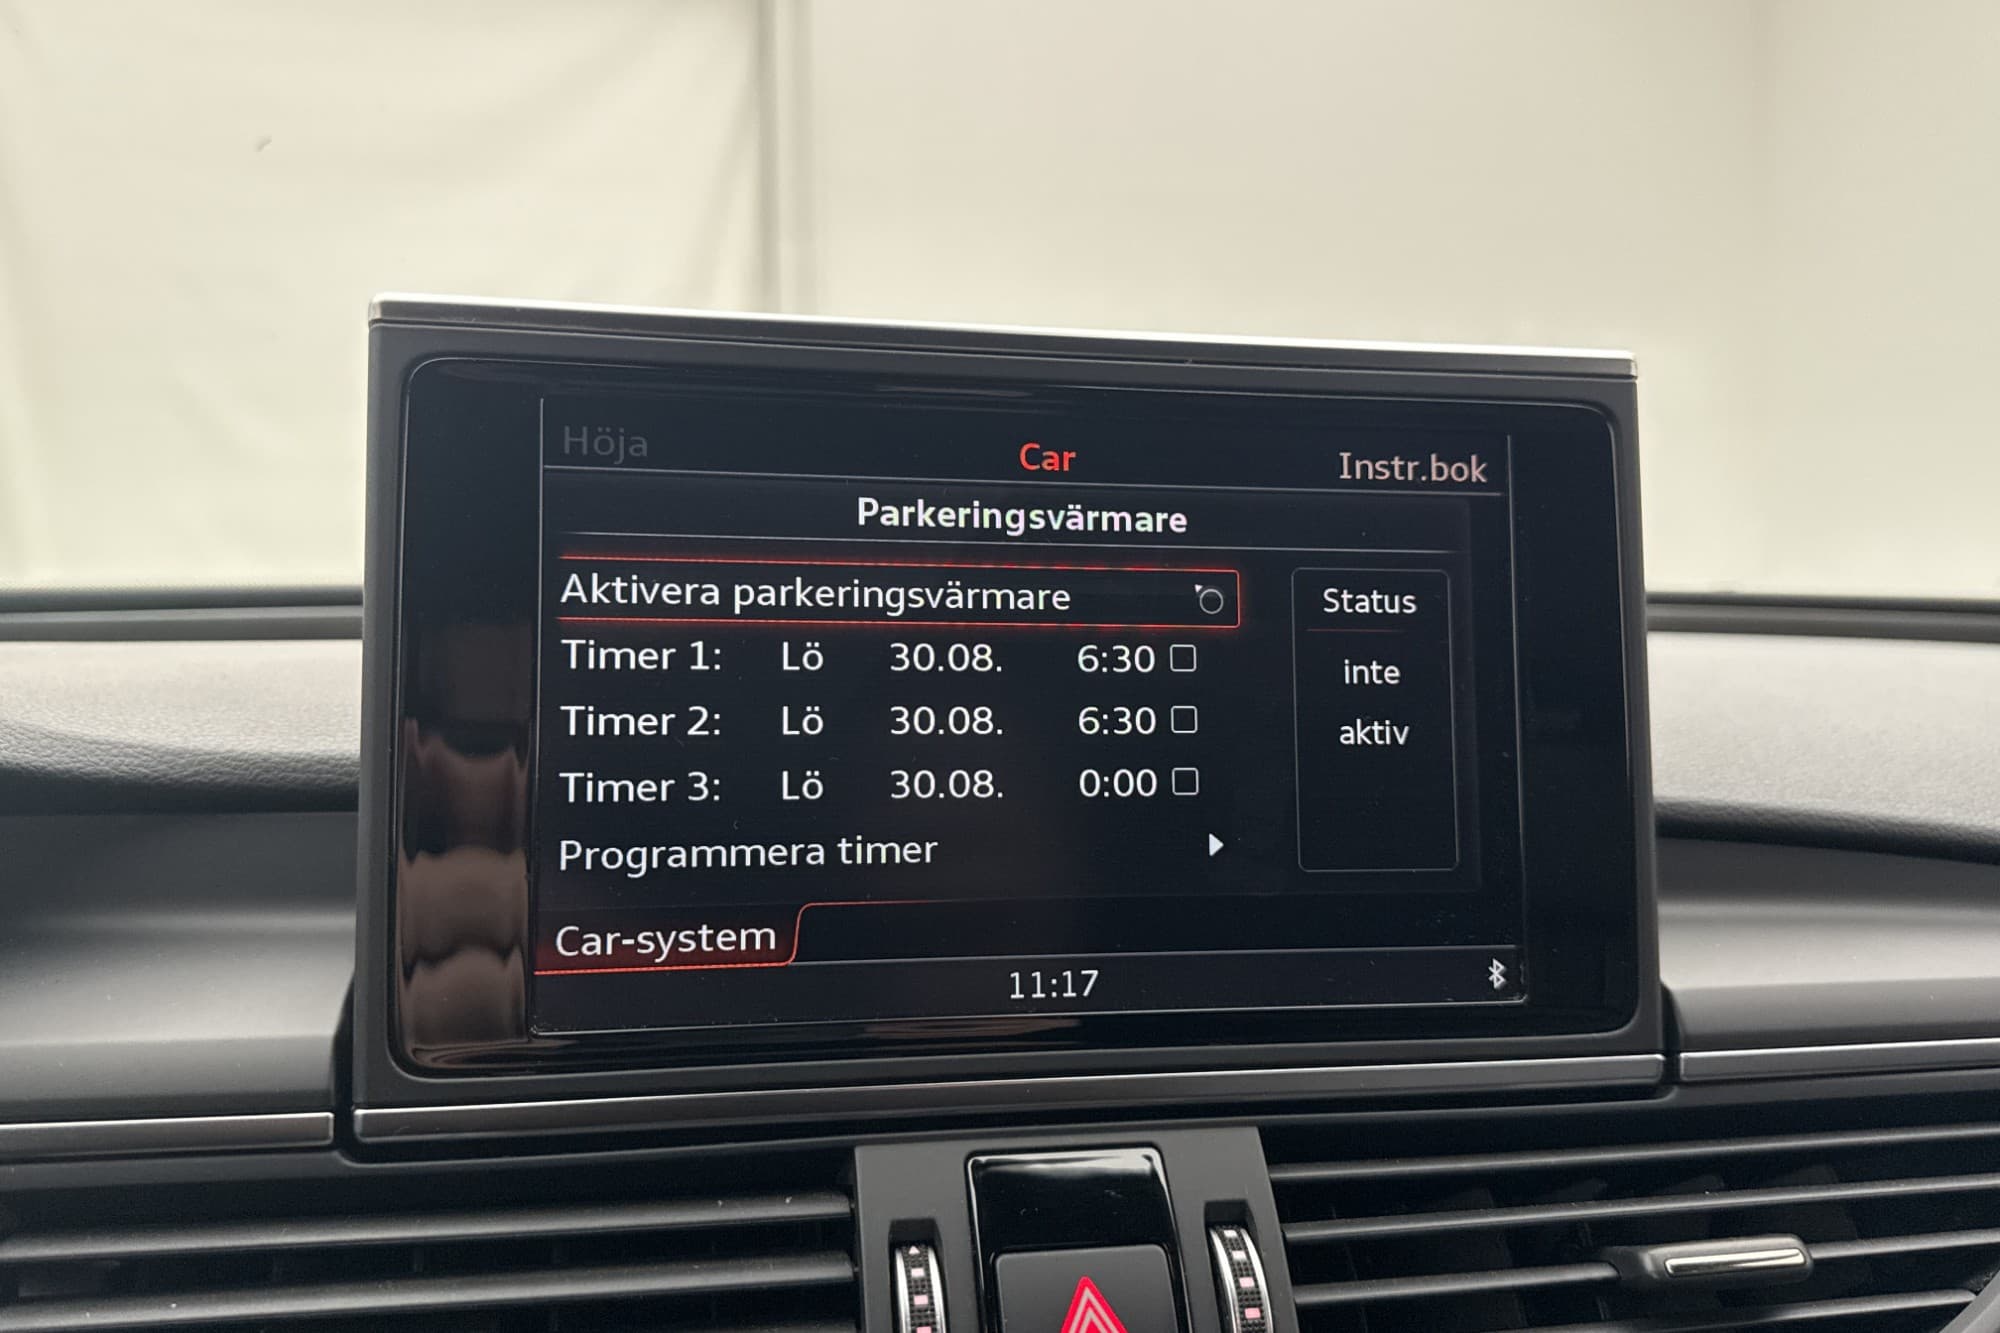 Höja
Car
Instr.bok
Parkeringsvärmare
Aktivera parkeringsvärmare
Timer 1: Lö 30.08. 6:30
Timer 2: Lö 30.08. 6:30
Timer 3: Lö 30.08. 0:00
Programmera timer
Status
inte
aktiv
Car-system
11:17